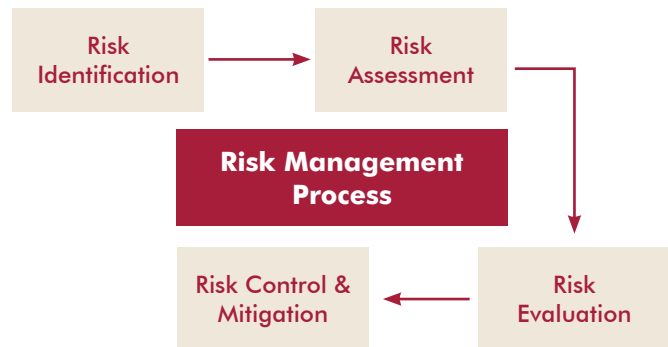 Risk
Identification
Risk
Assessment
Risk Management
Process
Risk Control &
Mitigation
Risk
Evaluation